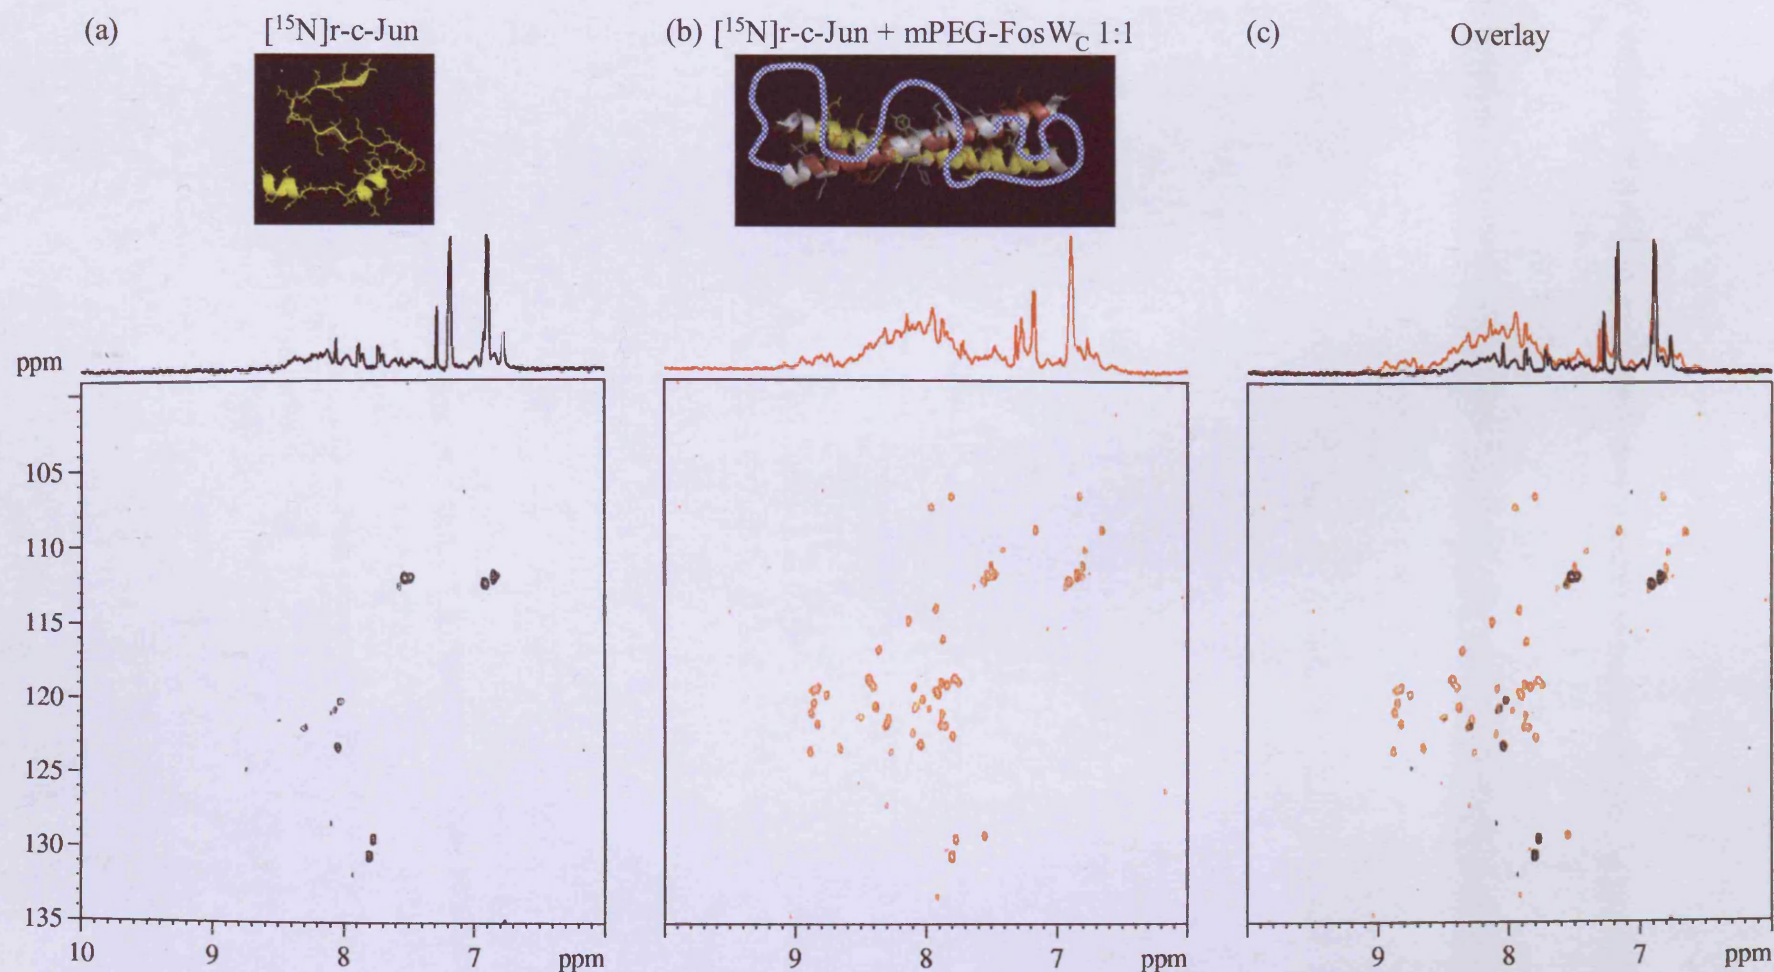 (a) [¹⁵N]r-c-Jun
(b) [¹⁵N]r-c-Jun + mPEG-FosW_C 1:1
(c) Overlay
ppm
105
110
115
120
125
130
135
10 9 8 7 ppm
9 8 7 ppm
9 8 7 ppm